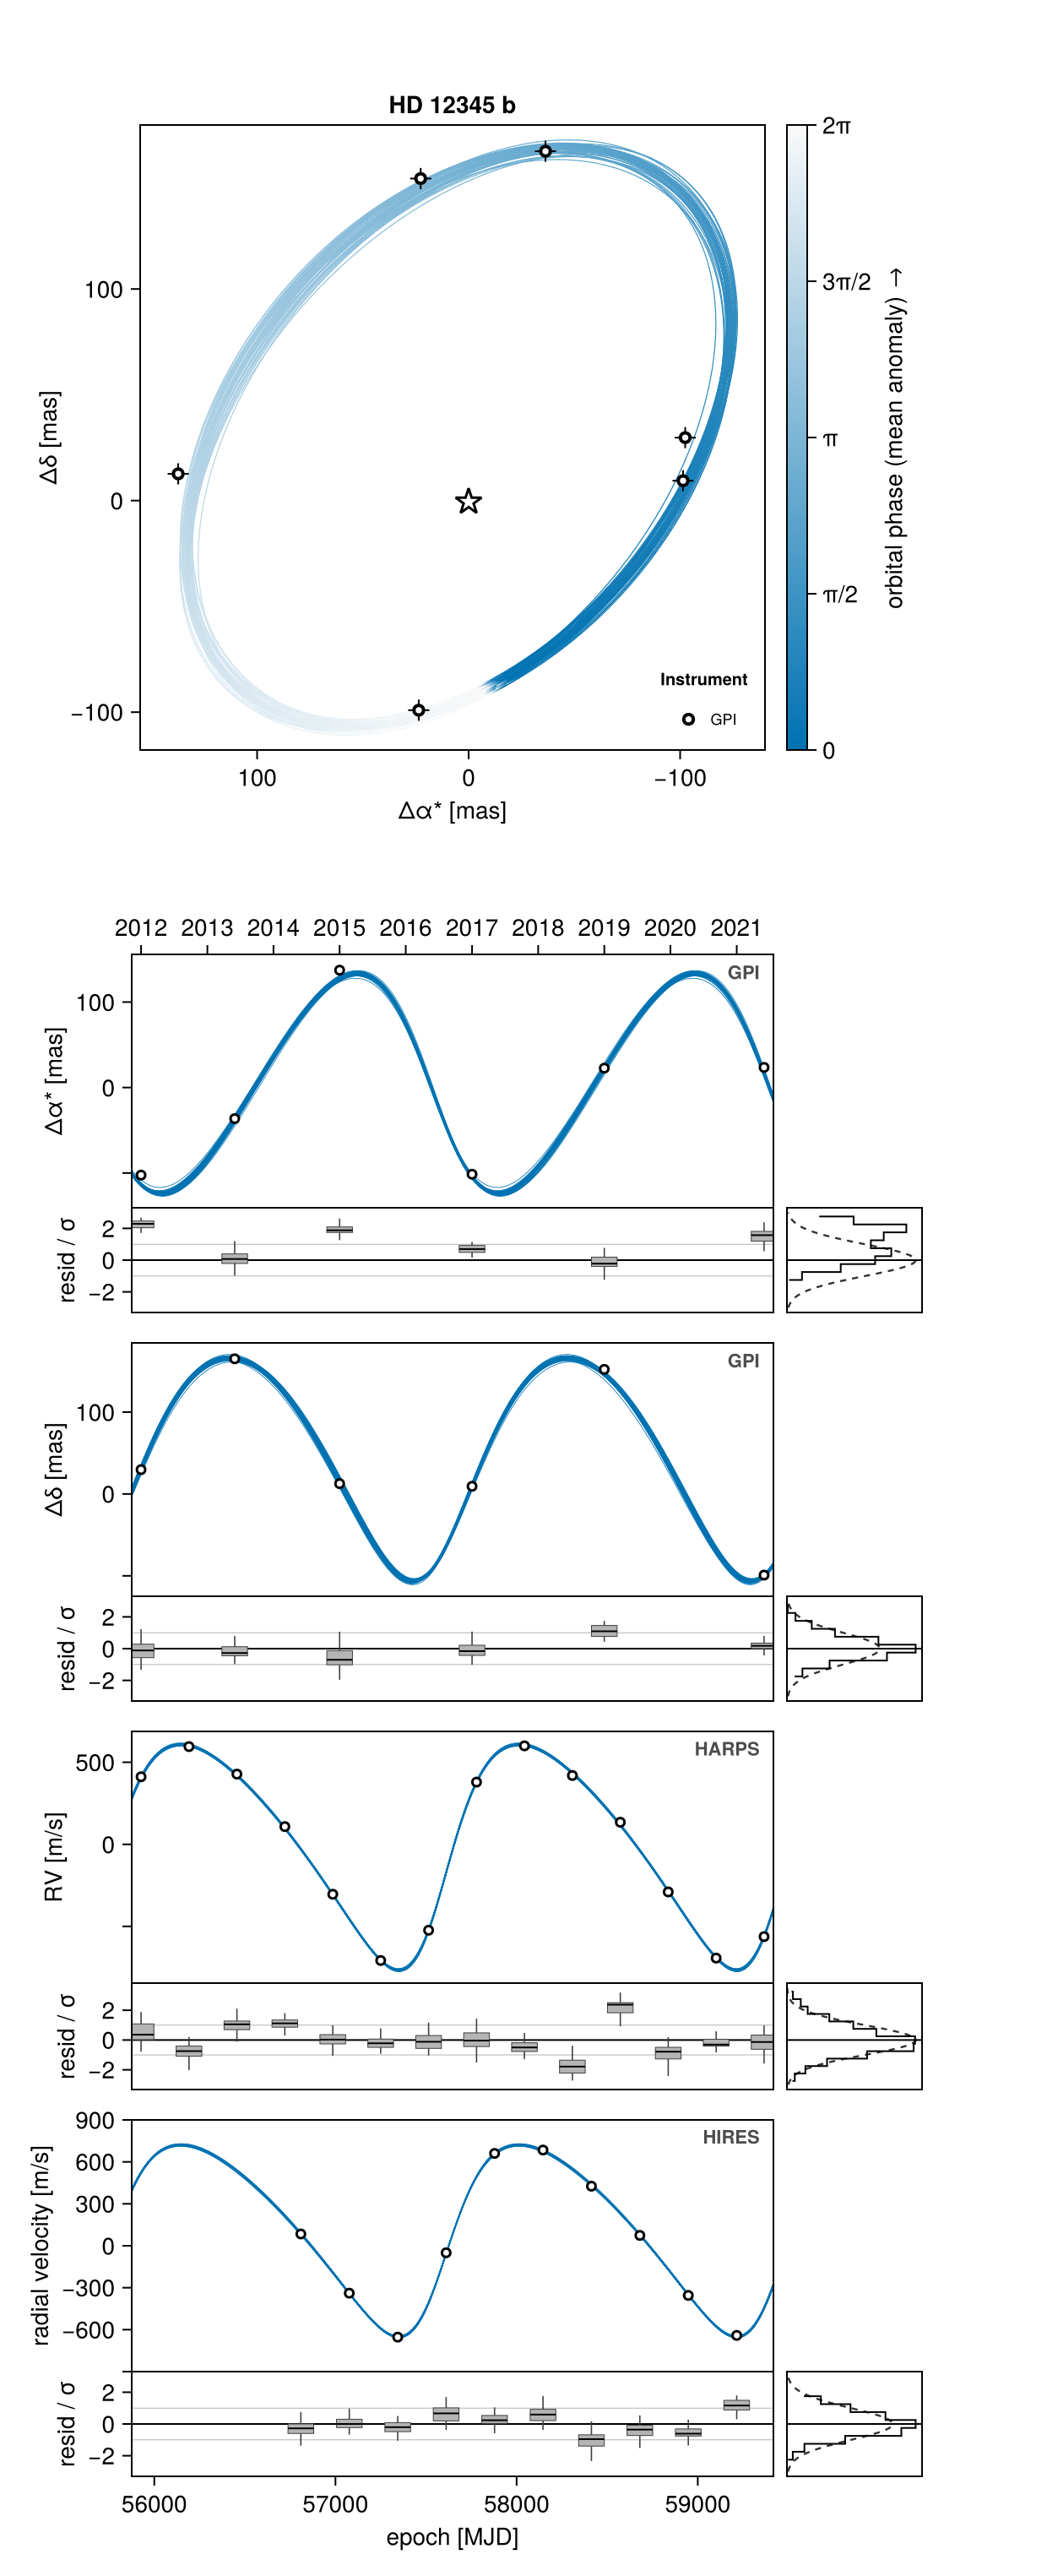 HD 12345 b
2π
3π/2
π
π/2
0
orbital phase (mean anomaly) →
100
0
−100
Δδ [mas]
Instrument
GPI
100
0
−100
Δα* [mas]
2012 2013 2014 2015 2016 2017 2018 2019 2020 2021
GPI
100
0
Δα* [mas]
2
0
−2
resid / σ
GPI
100
0
Δδ [mas]
2
0
−2
resid / σ
HARPS
500
0
RV [m/s]
2
0
−2
resid / σ
HIRES
900
600
300
0
−300
−600
radial velocity [m/s]
2
0
−2
resid / σ
56000 57000 58000 59000
epoch [MJD]